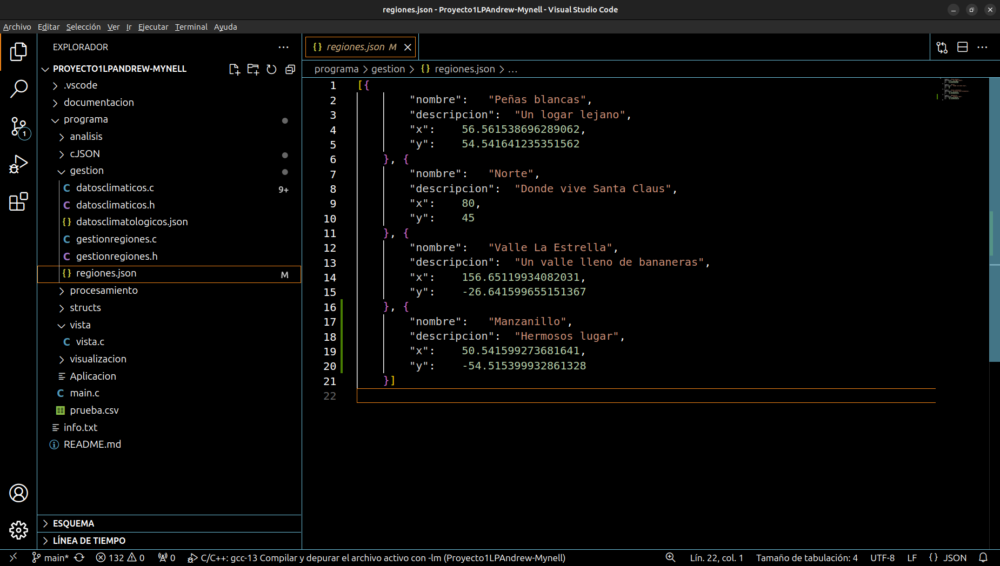 regiones.json - Proyecto1LPAndrew-Mynell - Visual Studio Code
Archivo Editar Selección Ver Ir Ejecutar Terminal Ayuda
EXPLORADOR
PROYECTO1LPANDREW-MYNELL
.vscode
documentacion
programa
analisis
cJSON
gestion
C datosclimaticos.c 9+
C datosclimaticos.h
{} datosclimatologicos.json
C gestionregiones.c
C gestionregiones.h
{} regiones.json M
procesamiento
structs
vista
C vista.c
visualizacion
Aplicacion
C main.c
prueba.csv
info.txt
README.md
ESQUEMA
LÍNEA DE TIEMPO
1
{} regiones.json M
programa > gestion > {} regiones.json > ...
1 [{
2 "nombre": "Peñas blancas",
3 "descripcion": "Un logar lejano",
4 "x": 56.561538696289062,
5 "y": 54.541641235351562
6 }, {
7 "nombre": "Norte",
8 "descripcion": "Donde vive Santa Claus",
9 "x": 80,
10 "y": 45
11 }, {
12 "nombre": "Valle La Estrella",
13 "descripcion": "Un valle lleno de bananeras",
14 "x": 156.65119934082031,
15 "y": -26.641599655151367
16 }, {
17 "nombre": "Manzanillo",
18 "descripcion": "Hermosos lugar",
19 "x": 50.541599273681641,
20 "y": -54.515399932861328
21 }]
22
main* 132 0 0 C/C++: gcc-13 Compilar y depurar el archivo activo con -lm (Proyecto1LPAndrew-Mynell) Lín. 22, col. 1 Tamaño de tabulación: 4 UTF-8 LF {} JSON